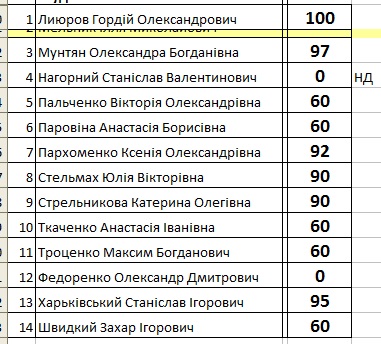 1 Лиюров Гордій Олександрович 100
2
3 Мунтян Олександра Богданівна 97
4 Нагорний Станіслав Валентинович 0 НД
5 Пальченко Вікторія Олександрівна 60
6 Паровіна Анастасія Борисівна 60
7 Пархоменко Ксенія Олександрівна 92
8 Стельмах Юлія Вікторівна 90
9 Стрельникова Катерина Олегівна 90
10 Ткаченко Анастасія Іванівна 60
11 Троценко Максим Богданович 60
12 Федоренко Олександр Дмитрович 0
13 Харьківський Станіслав Ігорович 95
14 Швидкий Захар Ігорович 60